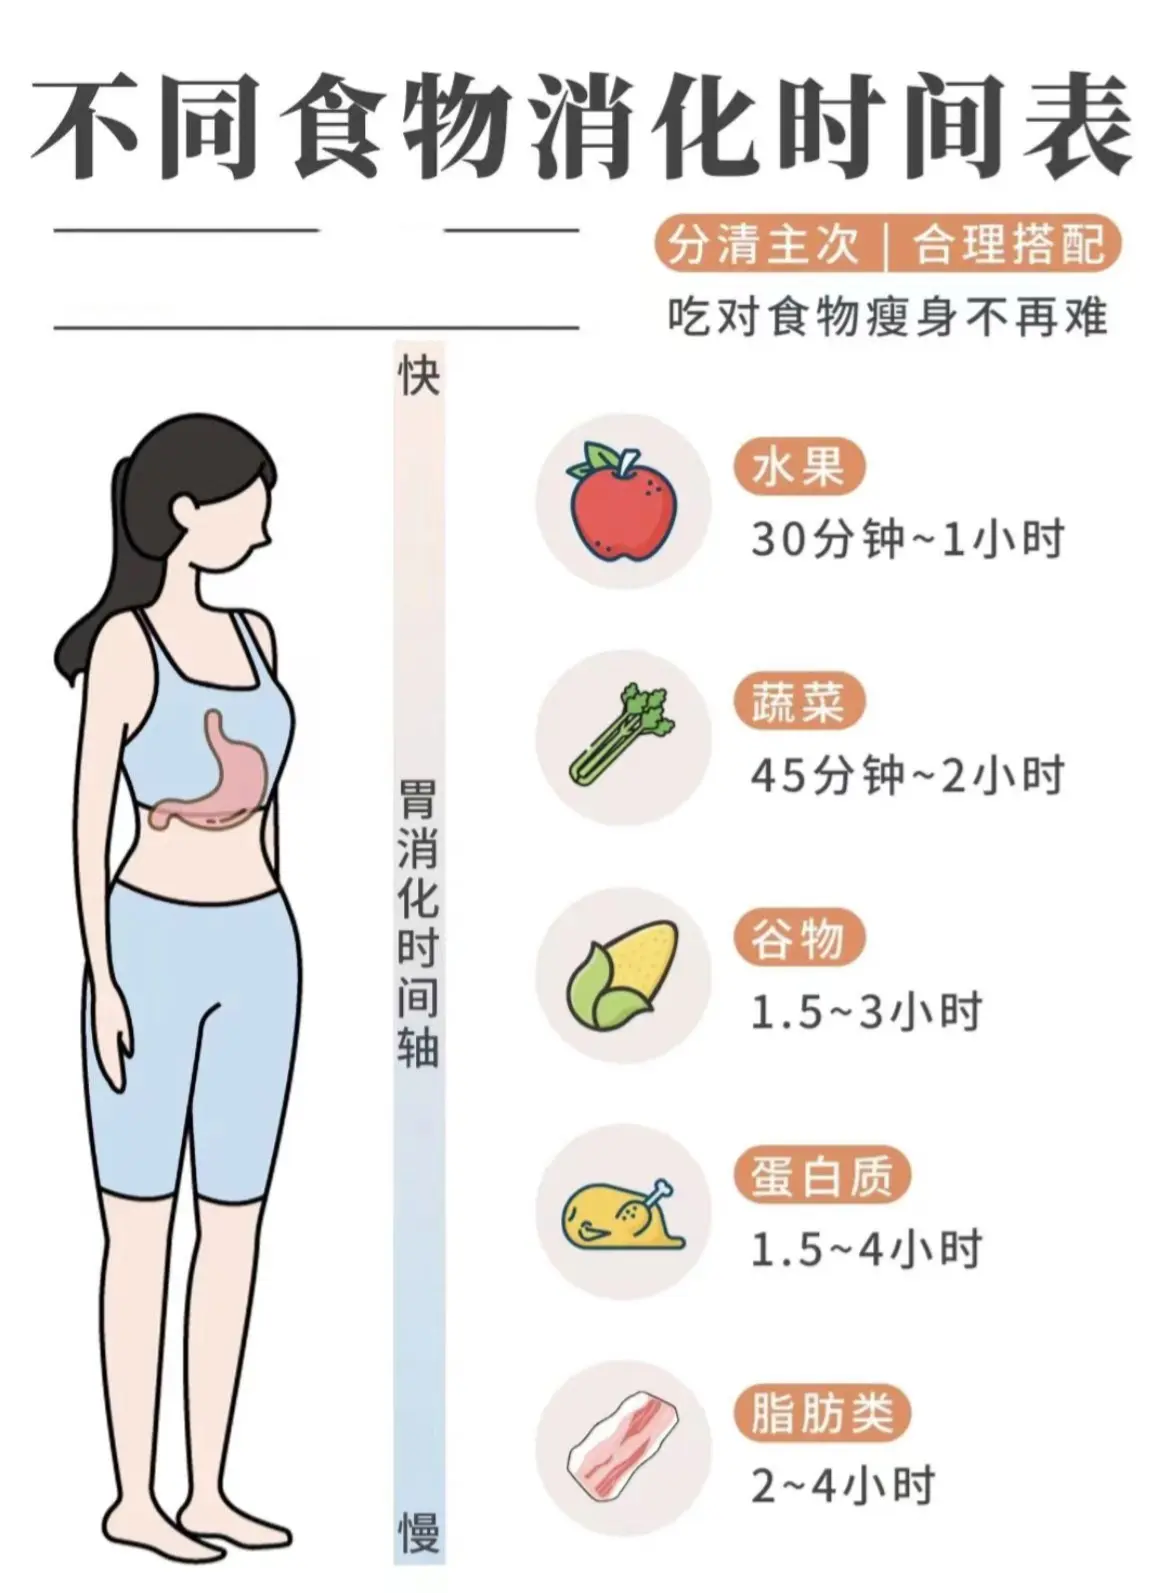 不同食物消化时间表
分清主次 | 合理搭配
吃对食物瘦身不再难
快
胃消化时间轴
慢
水果
30分钟~1小时
蔬菜
45分钟~2小时
谷物
1.5~3小时
蛋白质
1.5~4小时
脂肪类
2~4小时